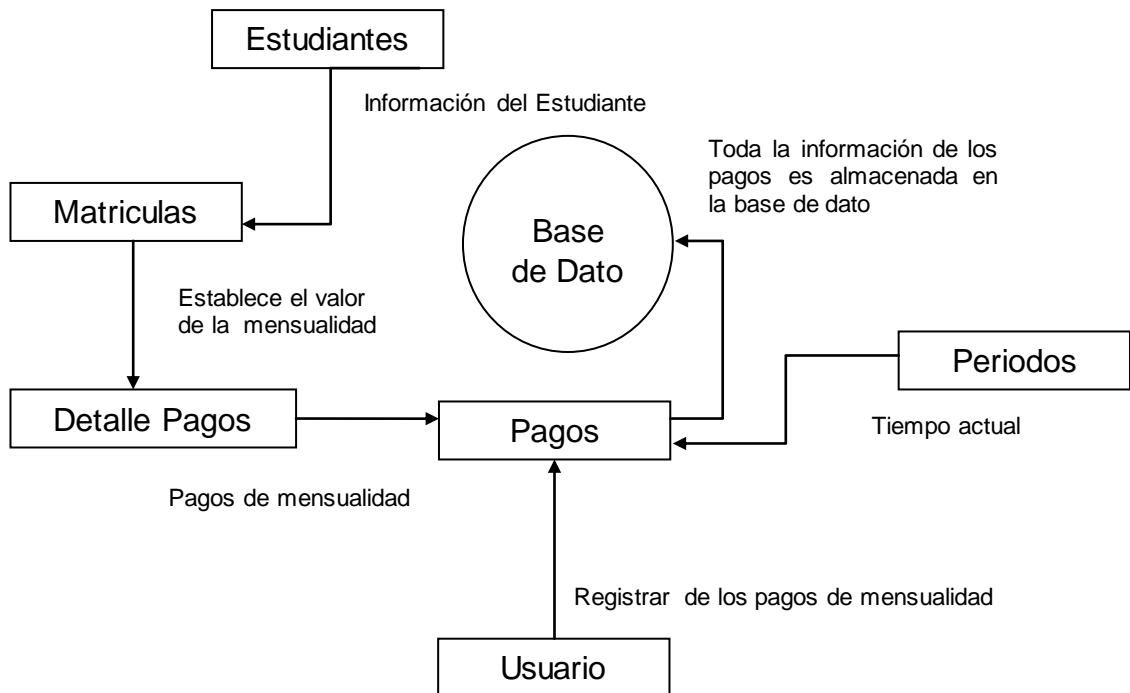 Estudiantes
Información del Estudiante
Toda la información de los
pagos es almacenada en
la base de dato
Matriculas
Base
de Dato
Establece el valor
de la mensualidad
Periodos
Detalle Pagos
Pagos
Tiempo actual
Pagos de mensualidad
Registrar de los pagos de mensualidad
Usuario